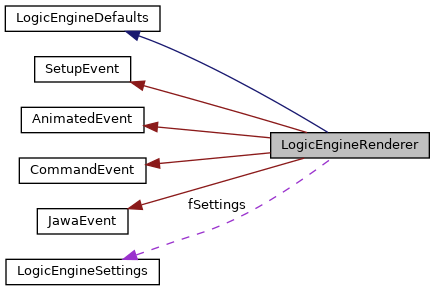 LogicEngineDefaults
SetupEvent
AnimatedEvent
LogicEngineRenderer
CommandEvent
fSettings
JawaEvent
LogicEngineSettings